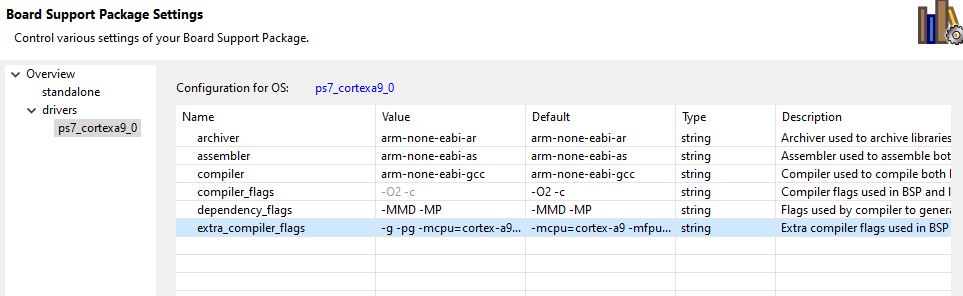 Board Support Package Settings
Control various settings of your Board Support Package.
Overview
standalone
drivers
ps7_cortexa9_0
Configuration for OS: ps7_cortexa9_0
Name Value Default Type Description
archiver arm-none-eabi-ar arm-none-eabi-ar string Archiver used to archive libraries
assembler arm-none-eabi-as arm-none-eabi-as string Assembler used to assemble bot
compiler arm-none-eabi-gcc arm-none-eabi-gcc string Compiler used to compile both
compiler_flags -O2 -c -O2 -c string Compiler flags used in BSP and
dependency_flags -MMD -MP -MMD -MP string Flags used by compiler to genera
extra_compiler_flags -g -pg -mcpu=cortex-a9... -mcpu=cortex-a9 -mfpu... string Extra compiler flags used in BSP